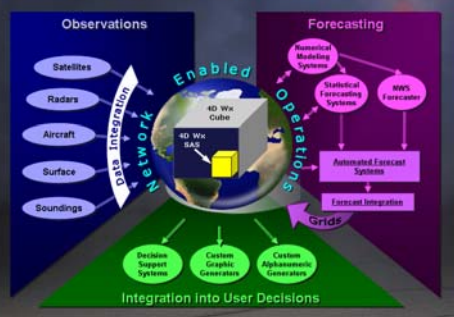 Observations
Satellites
Radars
Aircraft
Surface
Soundings
Data Integration
Network
Enabled
Operations
4D Wx
Cube
4D Wx
SAS
Forecasting
Numerical
Modeling
Systems
Statistical
Forecasting
Systems
NWS
Forecaster
Automated Forecast
Systems
Forecast Integration
Grids
Decision
Support
Systems
Custom
Graphic
Generators
Custom
Alphanumeric
Generators
Integration into User Decisions